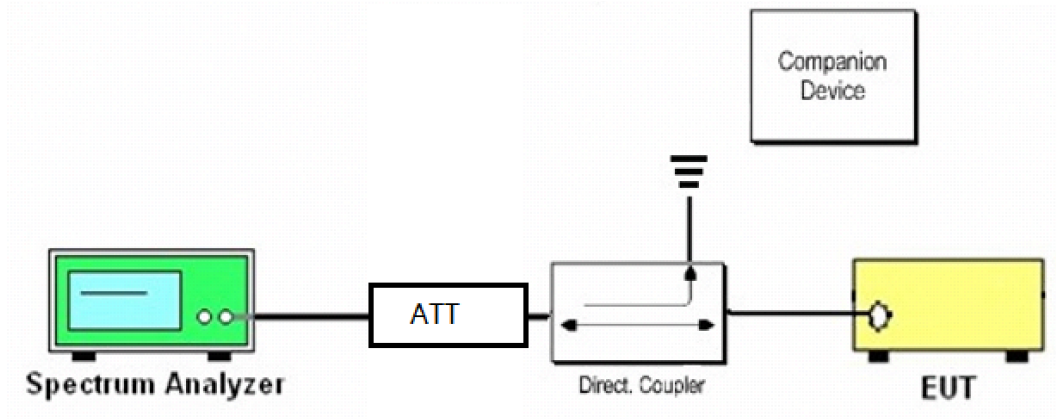 Companion
Device
ATT
Spectrum Analyzer
Direct. Coupler
EUT